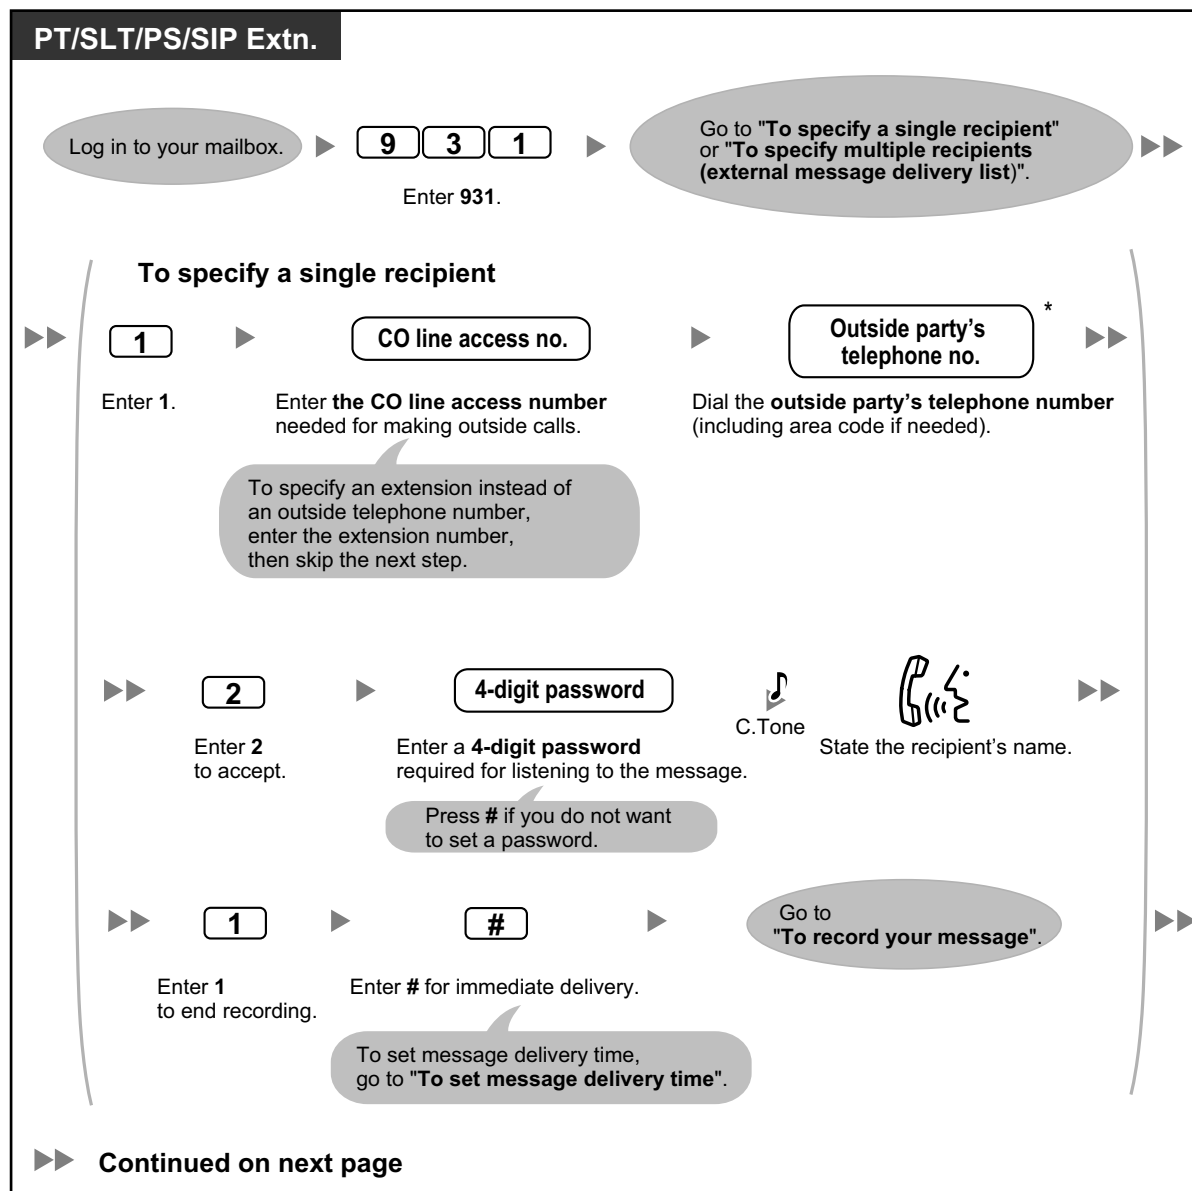 PT/SLT/PS/SIP Extn.
Log in to your mailbox.
9 3 1
Enter 931.
Go to "To specify a single recipient"
or "To specify multiple recipients
(external message delivery list)".
To specify a single recipient
1
Enter 1.
CO line access no.
Enter the CO line access number
needed for making outside calls.
To specify an extension instead of
an outside telephone number,
enter the extension number,
then skip the next step.
Outside party's
telephone no.
*
Dial the outside party's telephone number
(including area code if needed).
2
Enter 2
to accept.
4-digit password
Enter a 4-digit password
required for listening to the message.
Press # if you do not want
to set a password.
C.Tone
State the recipient's name.
1
Enter 1
to end recording.
#
Enter # for immediate delivery.
To set message delivery time,
go to "To set message delivery time".
Go to
"To record your message".
Continued on next page